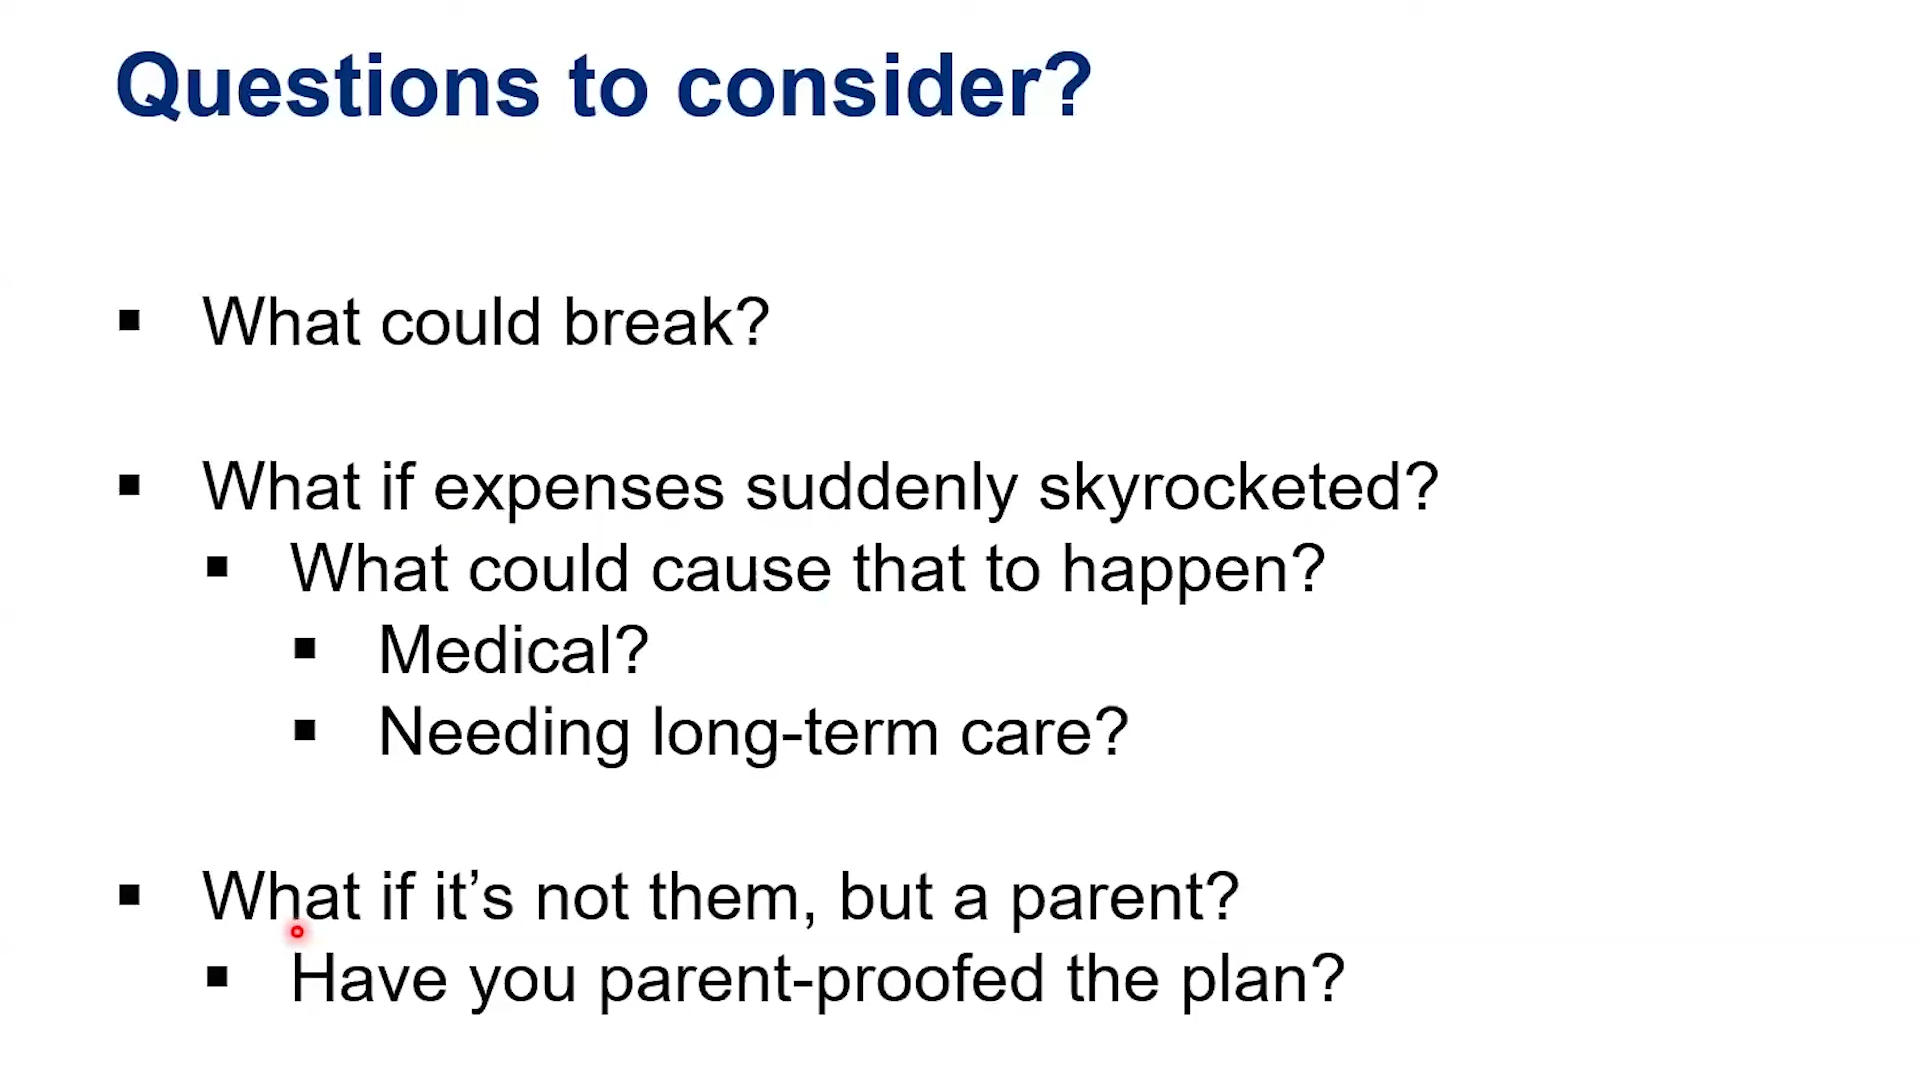 Questions to consider?
▪ What could break?
▪ What if expenses suddenly skyrocketed?
▪ What could cause that to happen?
▪ Medical?
▪ Needing long-term care?
▪ What if it’s not them, but a parent?
▪ Have you parent-proofed the plan?